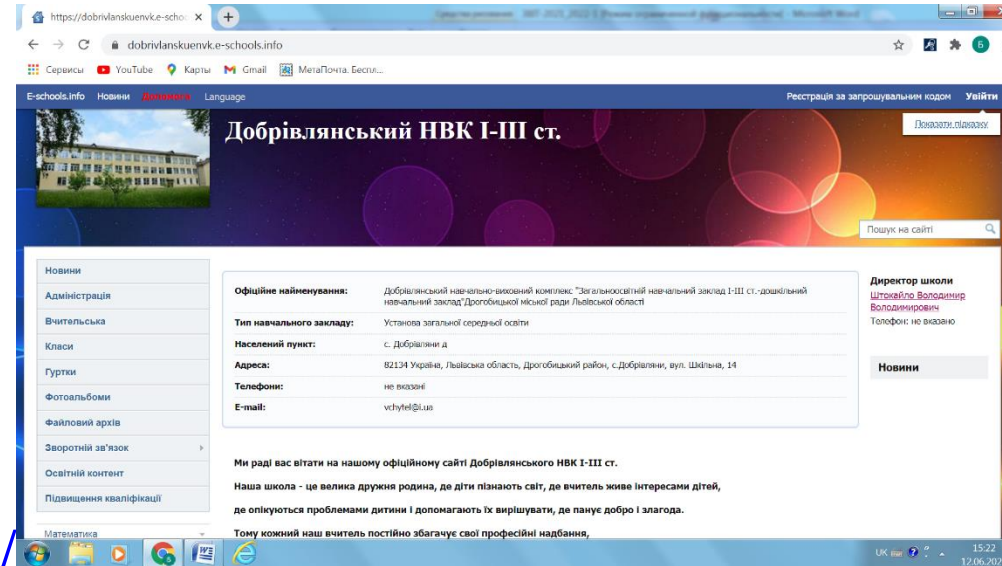 https://dobrivlanskuenvk.e-scho
dobrivlanskuenvk.e-schools.info
Сервисы YouTube Карты Gmail МетаПочта. Беспл...
E-schools.info Новини Допомога Language Реєстрація за запрошувальним кодом Увійти
Добрівлянський НВК І-ІІІ ст.
Показати підказку
Пошук на сайті
Новини
Адміністрація
Вчительська
Класи
Гуртки
Фотоальбоми
Файловий архів
Зворотній зв'язок
Освітній контент
Підвищення кваліфікації
Математика
Офіційне найменування: Добрівлянський навчально-виховний комплекс "Загальноосвітній навчальний заклад І-ІІІ ст.-дошкільний
навчальний заклад"Дрогобицької міської ради Львівської області
Тип навчального закладу: Установа загальної середньої освіти
Населений пункт: с. Добрівляни д
Адреса: 82134 Україна, Львівська область, Дрогобицький район, с.Добрівляни, вул. Шкільна, 14
Телефони: не вказані
E-mail: vchytel@i.ua
Ми раді вас вітати на нашому офіційному сайті Добрівлянського НВК І-ІІІ ст.
Наша школа - це велика дружня родина, де діти пізнають світ, де вчитель живе інтересами дітей,
де опікуються проблемами дитини і допомагають їх вирішувати, де панує добро і злагода.
Тому кожний наш вчитель постійно збагачує свої професійні надбання,
Директор школи
Штокайло Володимир
Володимирович
Телефон: не вказано
Новини
UK 15:22
12.06.202